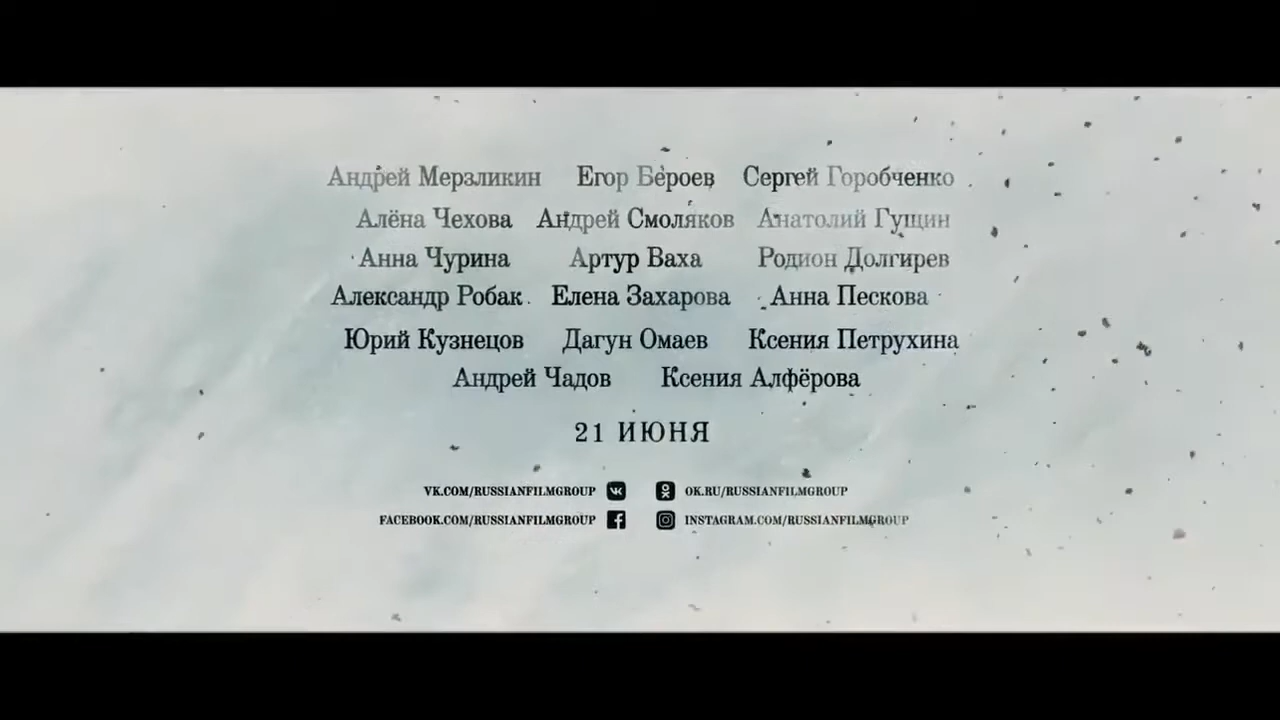 Андрей Мерзликин Егор Бероев Сергей Горобченко
Алёна Чехова Андрей Смоляков Анатолий Гущин
Анна Чурина Артур Ваха Родион Долгирев
Александр Робак Елена Захарова Анна Пескова
Юрий Кузнецов Дагун Омаев Ксения Петрухина
Андрей Чадов Ксения Алфёрова
21 ИЮНЯ
VK.COM/RUSSIANFILMGROUP OK.RU/RUSSIANFILMGROUP
FACEBOOK.COM/RUSSIANFILMGROUP INSTAGRAM.COM/RUSSIANFILMGROUP